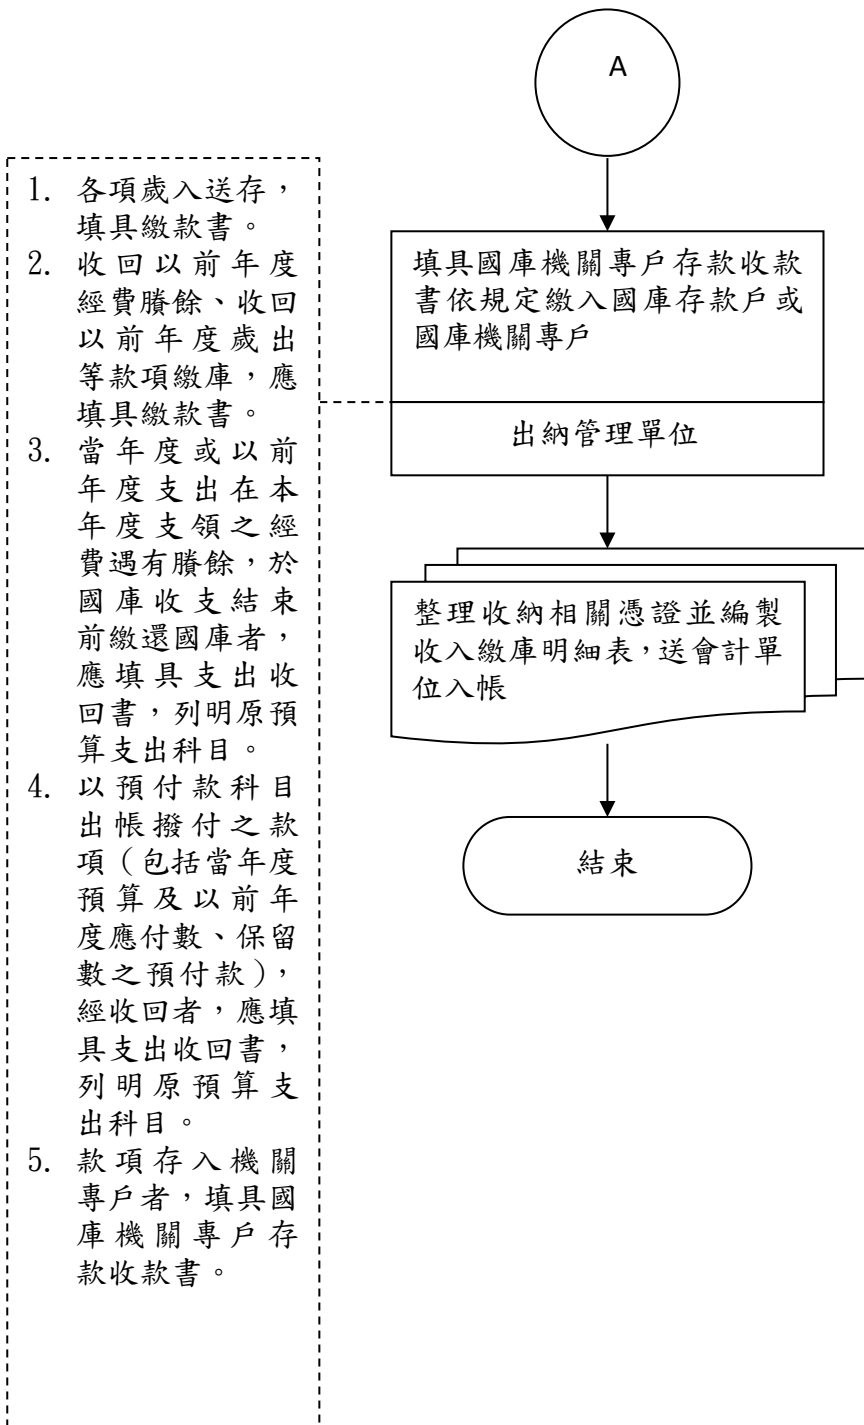 A
1. 各項歲入送存，
填具繳款書。
2. 收回以前年度
經費賸餘、收回
以前年度歲出
等款項繳庫，應
填具繳款書。
3. 當年度或以前
年度支出在本
年度支領之經
費遇有賸餘，於
國庫收支結束
前繳還國庫者，
應填具支出收
回書，列明原預
算支出科目。
4. 以預付款科目
出帳撥付之款
項（包括當年度
預算及以前年
度應付數、保留
數之預付款），
經收回者，應填
具支出收回書，
列明原預算支
出科目。
5. 款項存入機關
專戶者，填具國
庫機關專戶存
款收款書。
填具國庫機關專戶存款收款
書依規定繳入國庫存款戶或
國庫機關專戶
出納管理單位
整理收納相關憑證並編製
收入繳庫明細表，送會計單
位入帳
結束